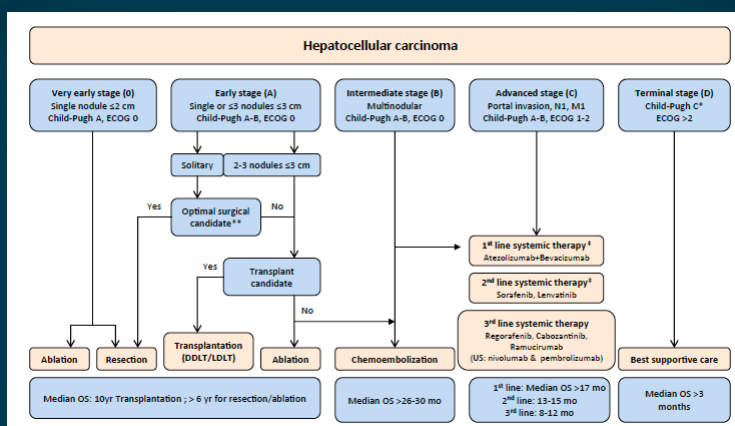 Hepatocellular carcinoma
Very early stage (0)
Single nodule ≤2 cm
Child-Pugh A, ECOG 0
Early stage (A)
Single or ≤3 nodules ≤3 cm
Child-Pugh A-B, ECOG 0
Intermediate stage (B)
Multinodular
Child-Pugh A-B, ECOG 0
Advanced stage (C)
Portal invasion, N1, M1
Child-Pugh A-B, ECOG 1-2
Terminal stage (D)
Child-Pugh C*
ECOG >2
Solitary
2-3 nodules ≤3 cm
Yes
Optimal surgical
candidate**
No
Yes
Transplant
candidate
No
1st line systemic therapy‡
Atezolizumab+Bevacizumab
2nd line systemic therapy‡
Sorafenib, Lenvatinib
3rd line systemic therapy
Regorafenib, Cabozantinib,
Ramucirumab
(US: nivolumab & pembrolizumab)
Ablation
Resection
Transplantation
(DDLT/LDLT)
Ablation
Chemoembolization
Best supportive care
Median OS: 10yr Transplantation ; > 6 yr for resection/ablation
Median OS >26-30 mo
1st line: Median OS >17 mo
2nd line: 13-15 mo
3rd line: 8-12 mo
Median OS >3
months